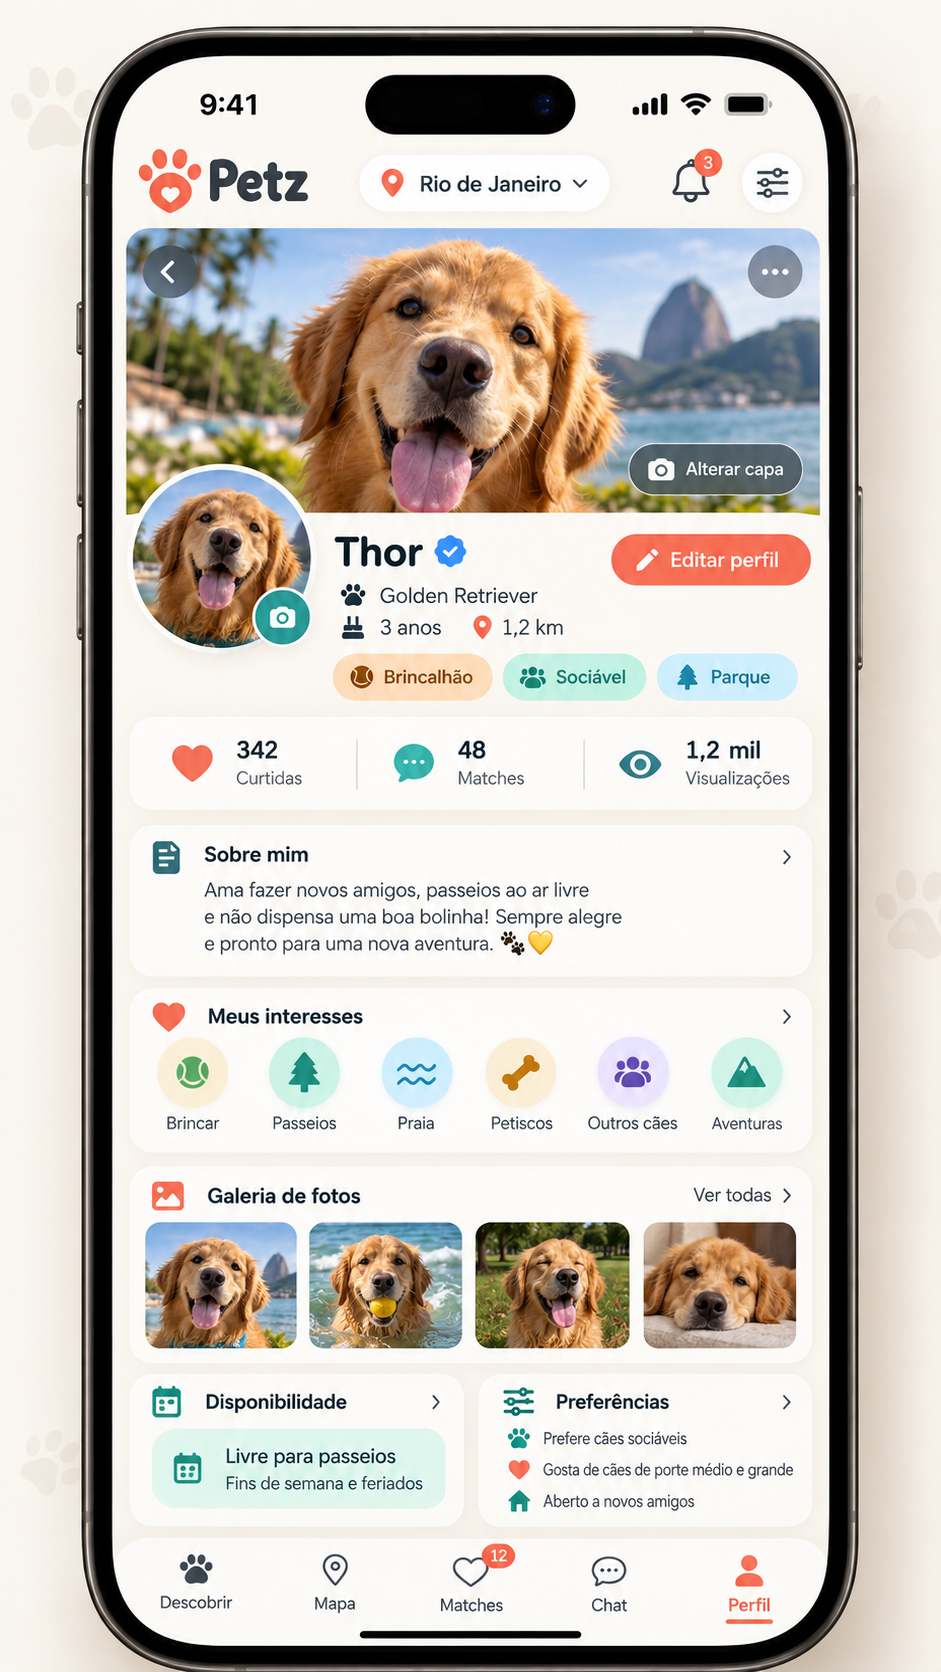 9:41
Petz
Rio de Janeiro
3
Alterar capa
Thor
Editar perfil
Golden Retriever
3 anos 1,2 km
Brincalhão Sociável Parque
342 48 1,2 mil
Curtidas Matches Visualizações
Sobre mim
Ama fazer novos amigos, passeios ao ar livre
e não dispensa uma boa bolinha! Sempre alegre
e pronto para uma nova aventura. 🐾💛
Meus interesses
Brincar Passeios Praia Petiscos Outros cães Aventuras
Galeria de fotos Ver todas
Disponibilidade
Livre para passeios
Fins de semana e feriados
Preferências
Prefere cães sociáveis
Gosta de cães de porte médio e grande
Aberto a novos amigos
12
Descobrir Mapa Matches Chat Perfil